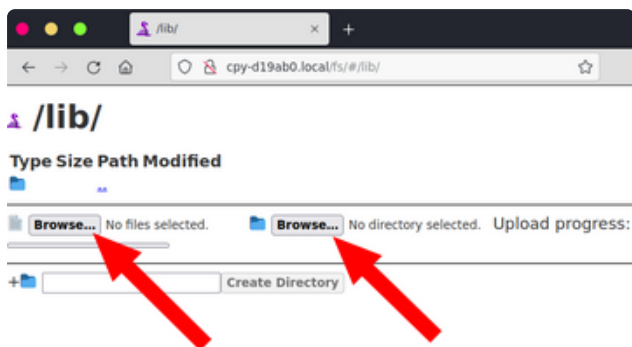 /lib/
cpy-d19ab0.local/fs/#/lib/
/lib/
Type Size Path Modified
..
Browse... No files selected. Browse... No directory selected. Upload progress:
+ Create Directory